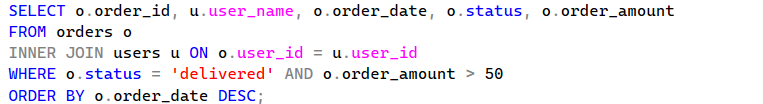 SELECT o.order_id, u.user_name, o.order_date, o.status, o.order_amount
FROM orders o
INNER JOIN users u ON o.user_id = u.user_id
WHERE o.status = 'delivered' AND o.order_amount > 50
ORDER BY o.order_date DESC;